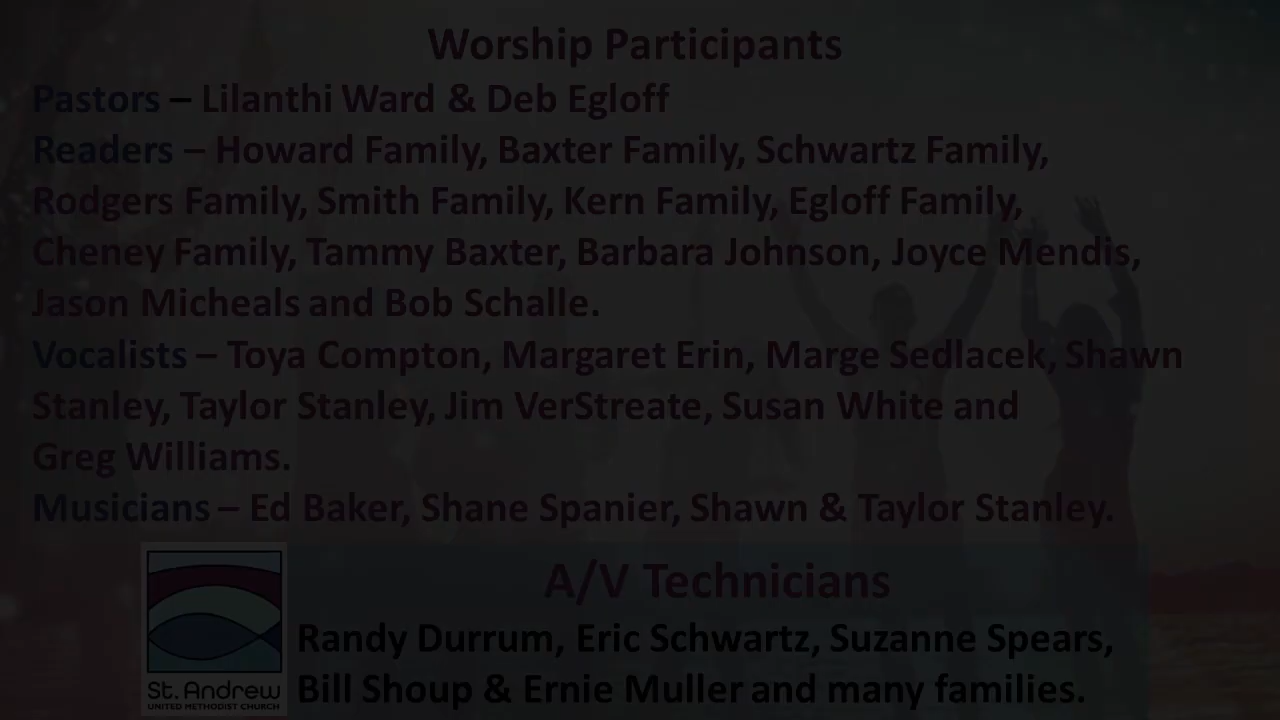 Worship Participants
Pastors – Lilanthi Ward & Deb Egloff
Readers – Howard Family, Baxter Family, Schwartz Family,
Rodgers Family, Smith Family, Kern Family, Egloff Family,
Cheney Family, Tammy Baxter, Barbara Johnson, Joyce Mendis,
Jason Micheals and Bob Schalle.
Vocalists – Toya Compton, Margaret Erin, Marge Sedlacek, Shawn
Stanley, Taylor Stanley, Jim VerStreate, Susan White and
Greg Williams.
Musicians – Ed Baker, Shane Spanier, Shawn & Taylor Stanley.
A/V Technicians
Randy Durrum, Eric Schwartz, Suzanne Spears,
Bill Shoup & Ernie Muller and many families.
St. Andrew
UNITED METHODIST CHURCH